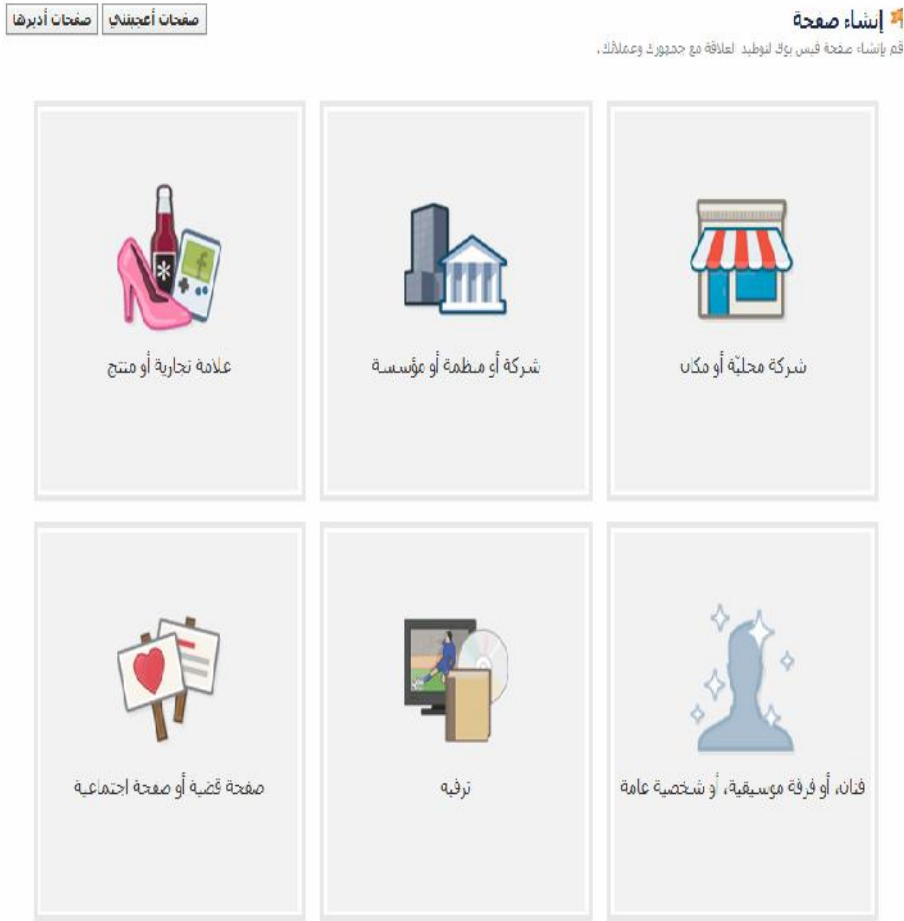 إنشاء صفحة
صفحات أعجبتني
صفحات أديرها
قم بإنشاء صفحة فيس بوك لتوطيد العلاقة مع جمهورك وعملائك.
شركة محليّة أو مكان
شركة أو منظمة أو مؤسسة
علامة تجارية أو منتج
فنان، أو فرقة موسيقية، أو شخصية عامة
ترفيه
صفحة قضية أو صفحة اجتماعية